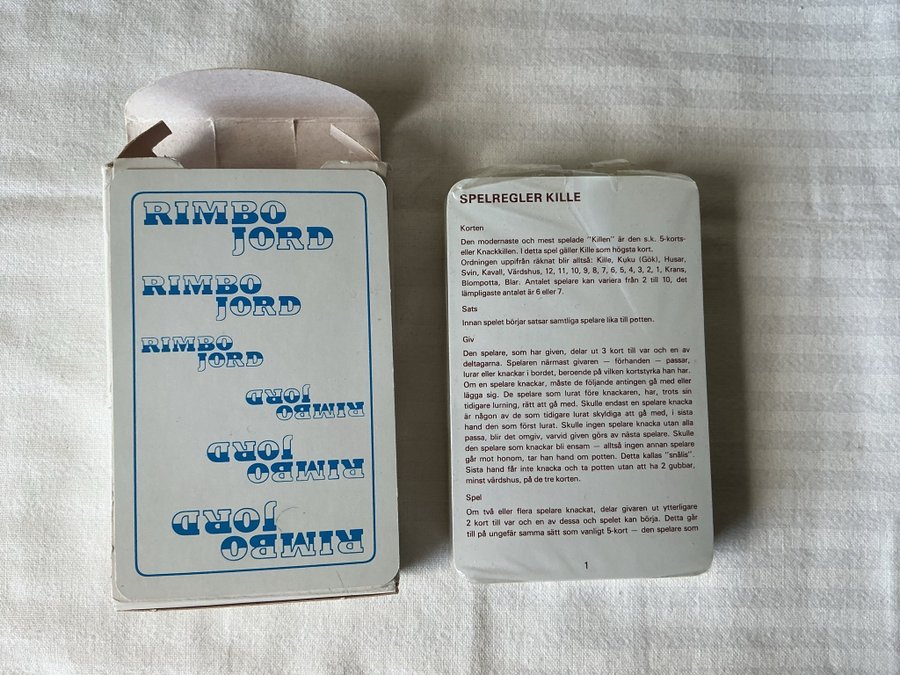 RIMBO
JORD
RIMBO
JORD
RIMBO
JORD
RIMBO
JORD
RIMBO
JORD
RIMBO
JORD
SPELREGLER KILLE
Korten
Den modernaste och mest spelade "Killen" är den s.k. 5-korts-
eller Knackkillen. I detta spel gäller Kille som högsta kort.
Ordningen uppifrån räknat blir alltså: Kille, Kuku (Gök), Husar,
Svin, Kavall, Värdshus, 12, 11, 10, 9, 8, 7, 6, 5, 4, 3, 2, 1, Krans,
Blompotta, Blar. Antalet spelare kan variera från 2 till 10, det
lämpligaste antalet är 6 eller 7.
Sats
Innan spelet börjar satsar samtliga spelare lika till potten.
Giv
Den spelare, som har given, delar ut 3 kort till var och en av
deltagarna. Spelaren närmast givaren — förhanden — passar,
lurar eller knackar i bordet, beroende på vilken kortstyrka han har.
Om en spelare knackar, måste de följande antingen gå med eller
lägga sig. De spelare som lurat före knackaren, har, trots sin
tidigare lurning, rätt att gå med. Skulle endast en spelare knacka
är någon av de som tidigare lurat skyldiga att gå med, i sista
hand den som först lurat. Skulle ingen spelare knacka utan alla
passa, blir det omgiv, varvid given görs av nästa spelare. Skulle
den spelare som knackar bli ensam — alltså ingen annan spelare
går mot honom, tar han hand om potten. Detta kallas "snålis".
Sista hand får inte knacka och ta potten utan att ha 2 gubbar,
minst värdshus, på de tre korten.
Spel
Om två eller flera spelare knackat, delar givaren ut ytterligare
2 kort till var och en av dessa och spelet kan börja. Detta går
till på ungefär samma sätt som vanligt 5-kort — den spelare som
1